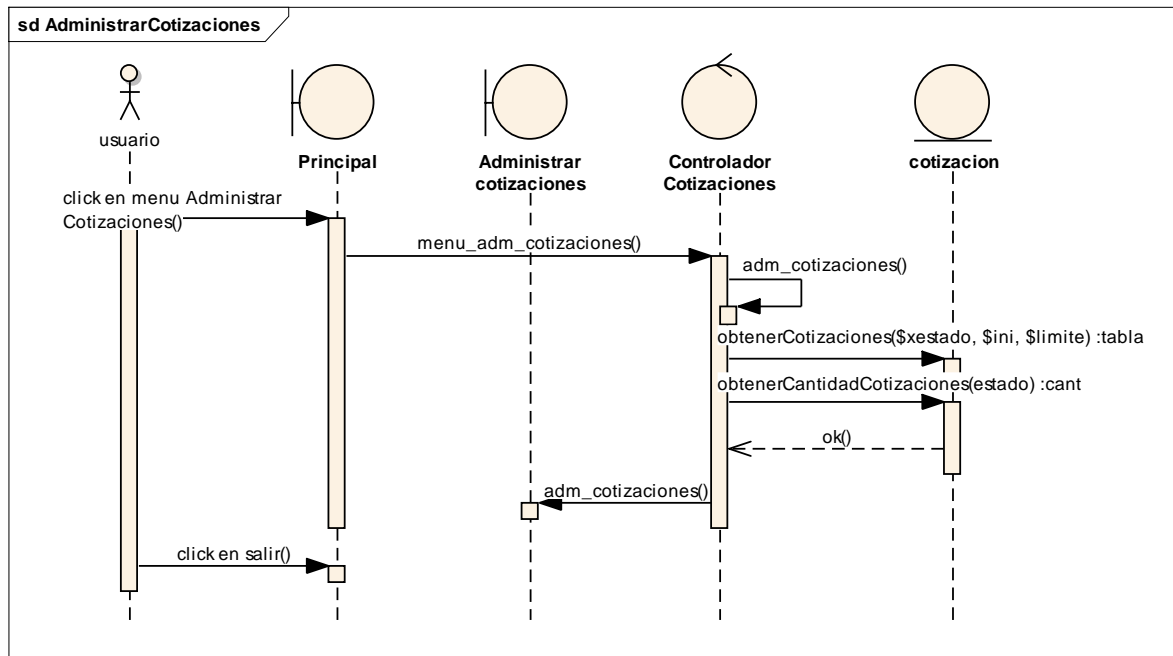 sd AdministrarCotizaciones
usuario
Principal
Administrar
cotizaciones
Controlador
Cotizaciones
cotizacion
click en menu Administrar
Cotizaciones()
menu_adm_cotizaciones()
adm_cotizaciones()
obtenerCotizaciones($xestado, $ini, $limite) :tabla
obtenerCantidadCotizaciones(estado) :cant
ok()
adm_cotizaciones()
click en salir()